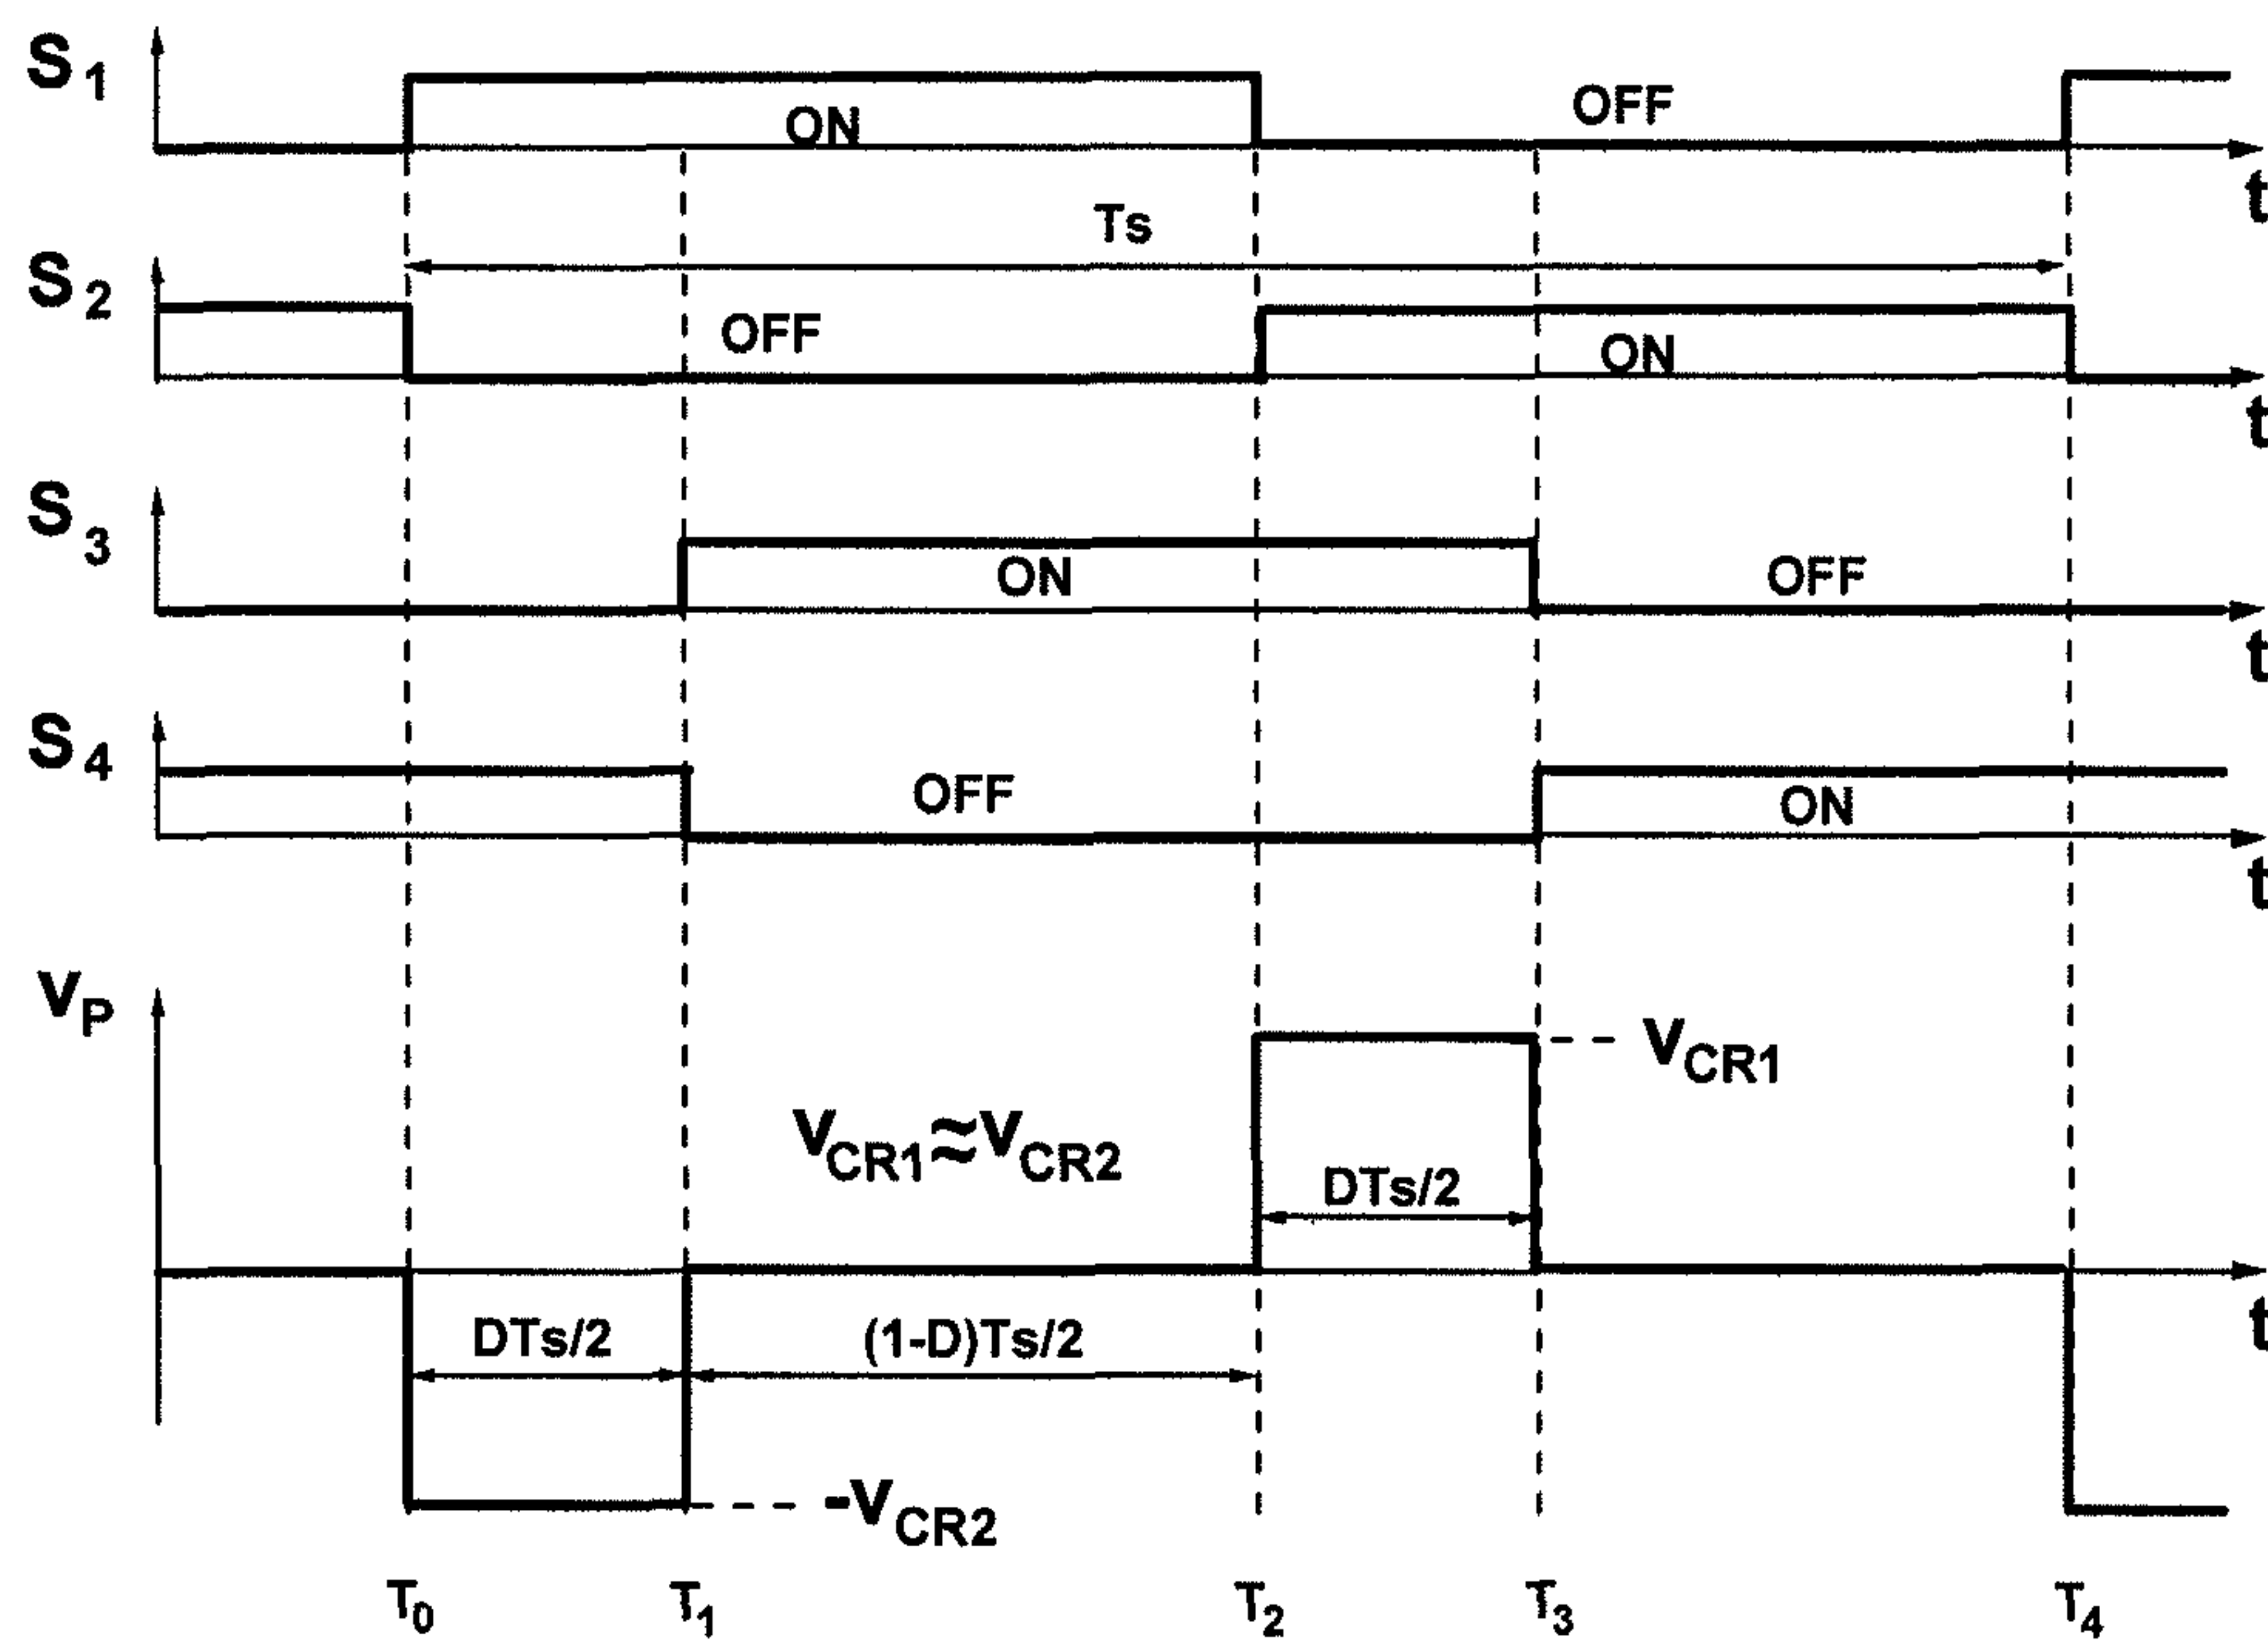 S1
ON
OFF
t
Ts
S2
OFF
ON
t
S3
ON
OFF
t
S4
OFF
ON
t
vP
vCR1
vCR1≈vCR2
DTs/2
t
DTs/2
(1-D)Ts/2
-vCR2
T0 T1 T2 T3 T4